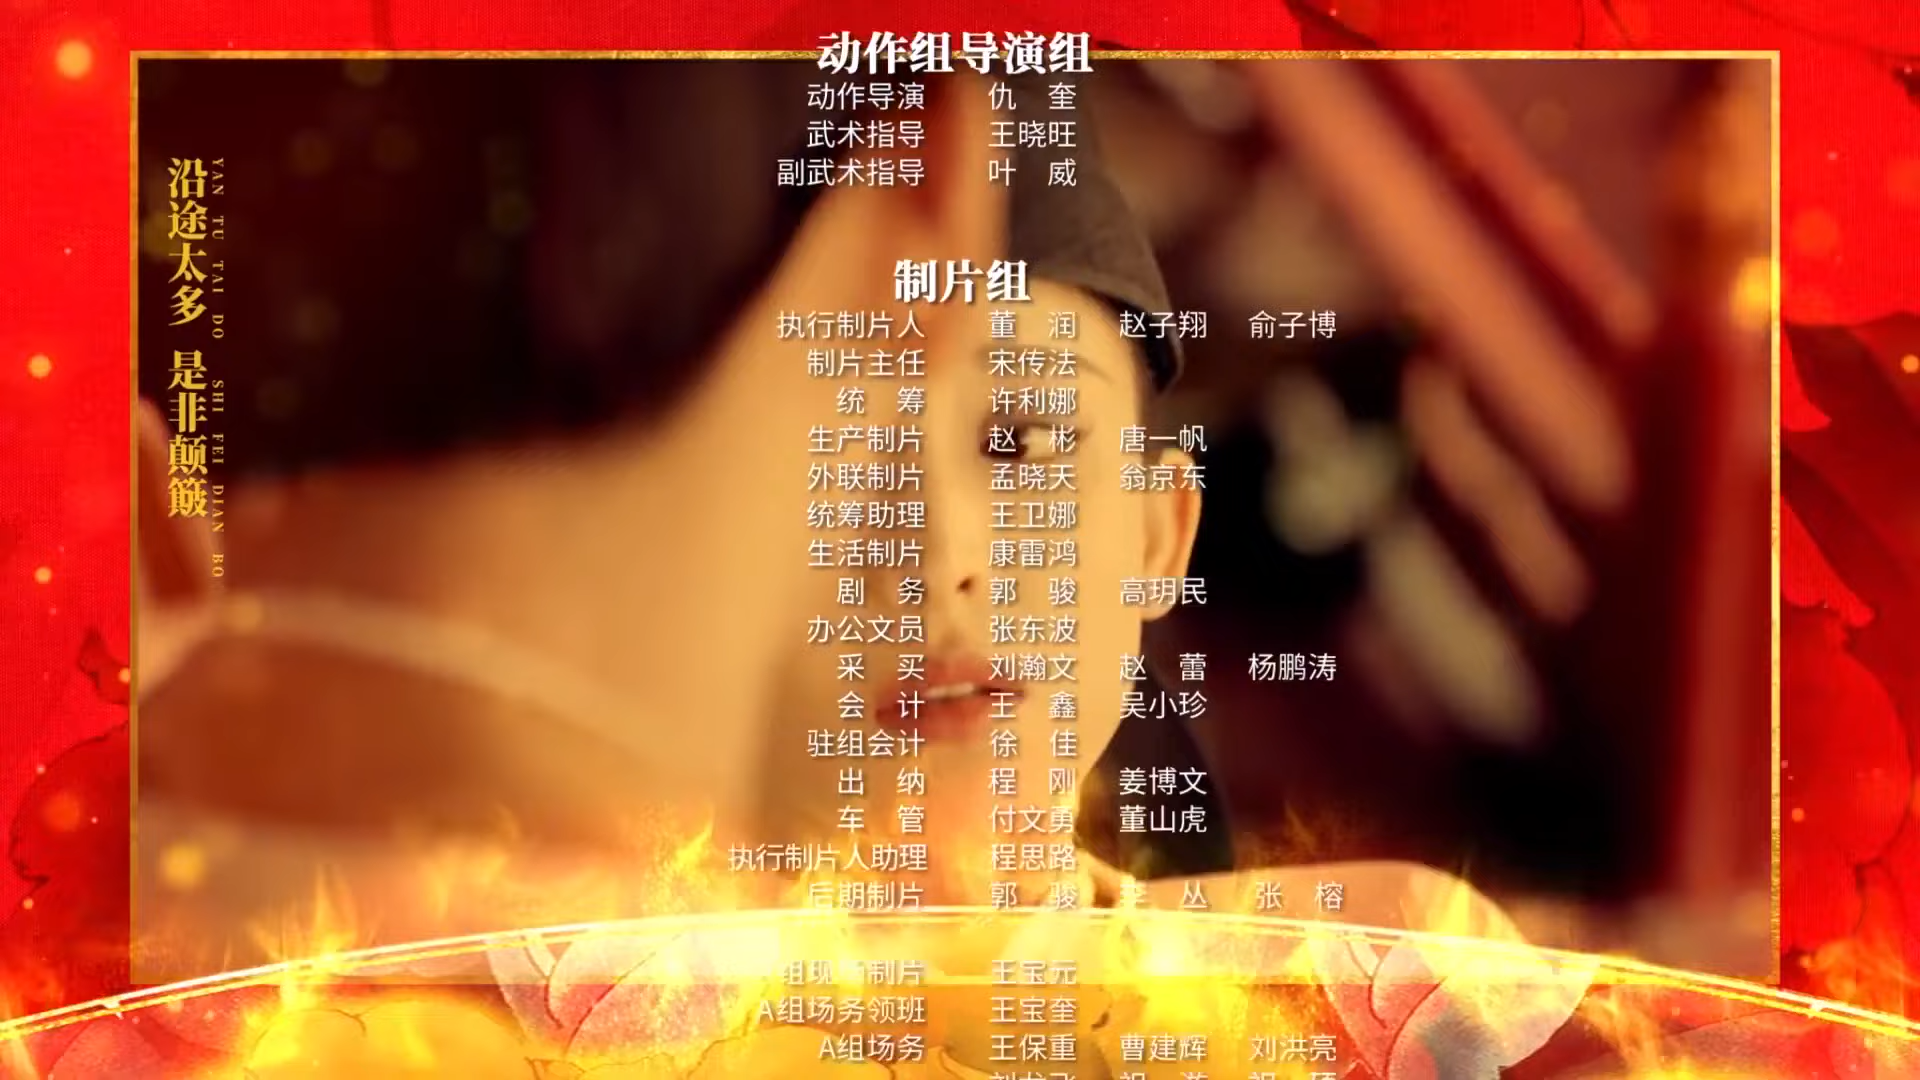 动作组导演组
动作导演 仇 奎
武术指导 王晓旺
副武术指导 叶 威
制片组
执行制片人 董 润 赵子翔 俞子博
制片主任 宋传法
统 筹 许利娜
生产制片 赵 彬 唐一帆
外联制片 孟晓天 翁京东
统筹助理 王卫娜
生活制片 康雷鸿
剧 务 郭 骏 高玥民
办公文员 张东波
采 买 刘瀚文 赵 蕾 杨鹏涛
会 计 王 鑫 吴小珍
驻组会计 徐 佳
出 纳 程 刚 姜博文
车 管 付文勇 董山虎
执行制片人助理 程思路
后期制片 郭 骏 李 丛 张 榕
组现场制片 王宝元
A组场务领班 王宝奎
A组场务 王保重 曹建辉 刘洪亮
沿途太多 是非颠簸
YAN TU TAI DO SHI FEI DIAN BO